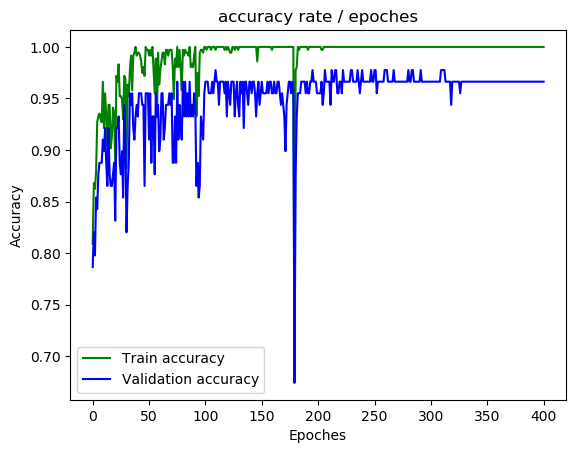 accuracy rate / epoches
1.00
0.95
0.90
0.85
0.80
0.75
0.70
Accuracy
Train accuracy
Validation accuracy
0 50 100 150 200 250 300 350 400
Epoches